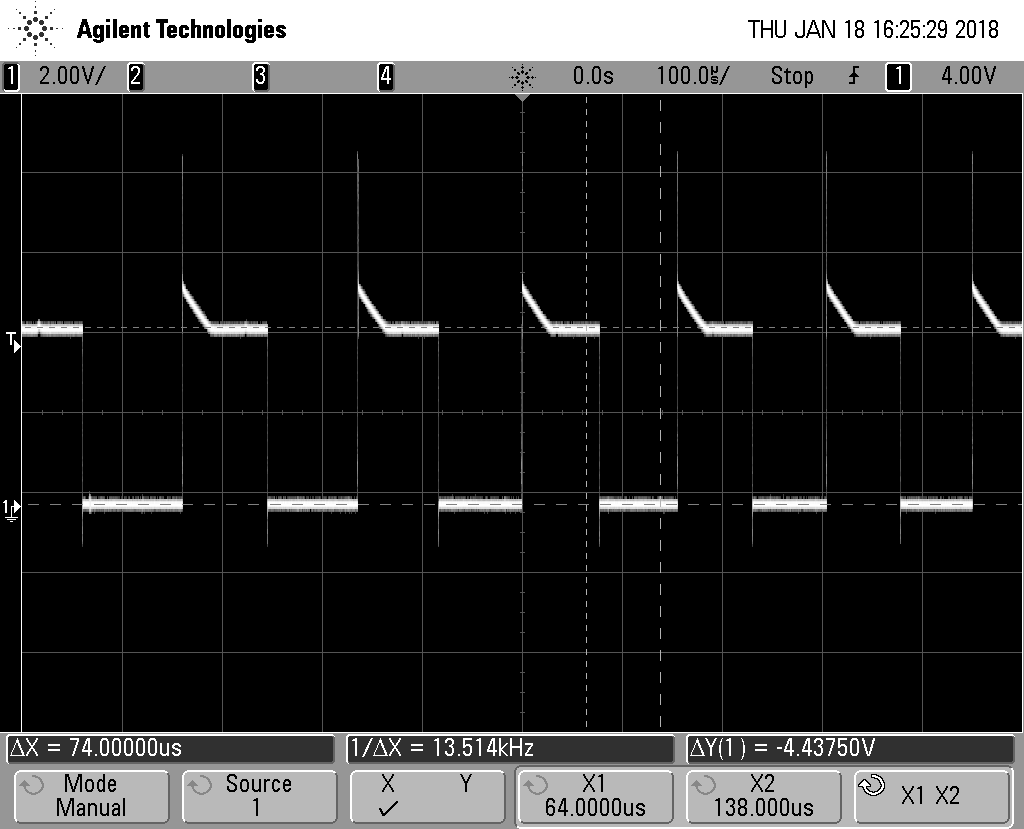 Agilent Technologies THU JAN 18 16:25:29 2018
1 2.00V/ 2 3 4 0.0s 100.0us/ Stop 1 4.00V
T
1
ΔX = 74.00000us 1/ΔX = 13.514kHz ΔY(1) = -4.43750V
Mode Source X Y X1 X2 X1 X2
Manual 1 ✓ 64.0000us 138.000us